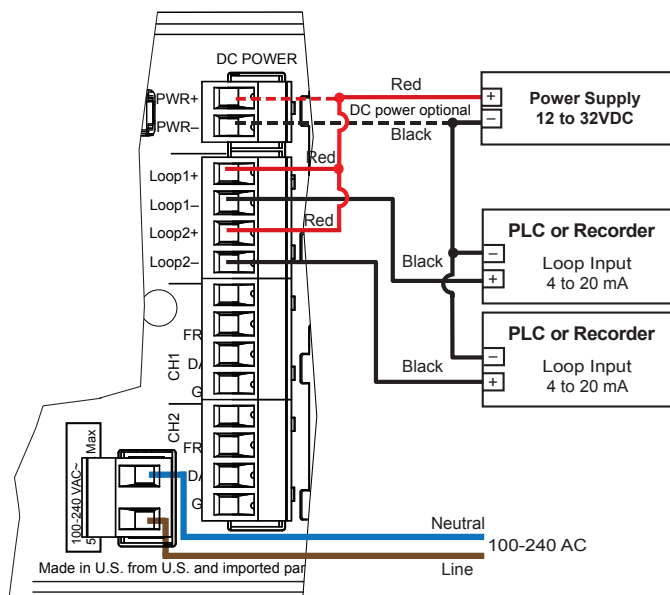 DC POWER
PWR+
PWR–
Red
DC power optional
Black
+
–
Power Supply
12 to 32VDC
Loop1+
Loop1–
Loop2+
Loop2–
Red
Red
Black
–
+
PLC or Recorder
Loop Input
4 to 20 mA
Black
–
+
PLC or Recorder
Loop Input
4 to 20 mA
CH1
FR
D/
G
CH2
FR
D/
G
100-240 VAC~
5
Max
Neutral
100-240 AC
Line
Made in U.S. from U.S. and imported par